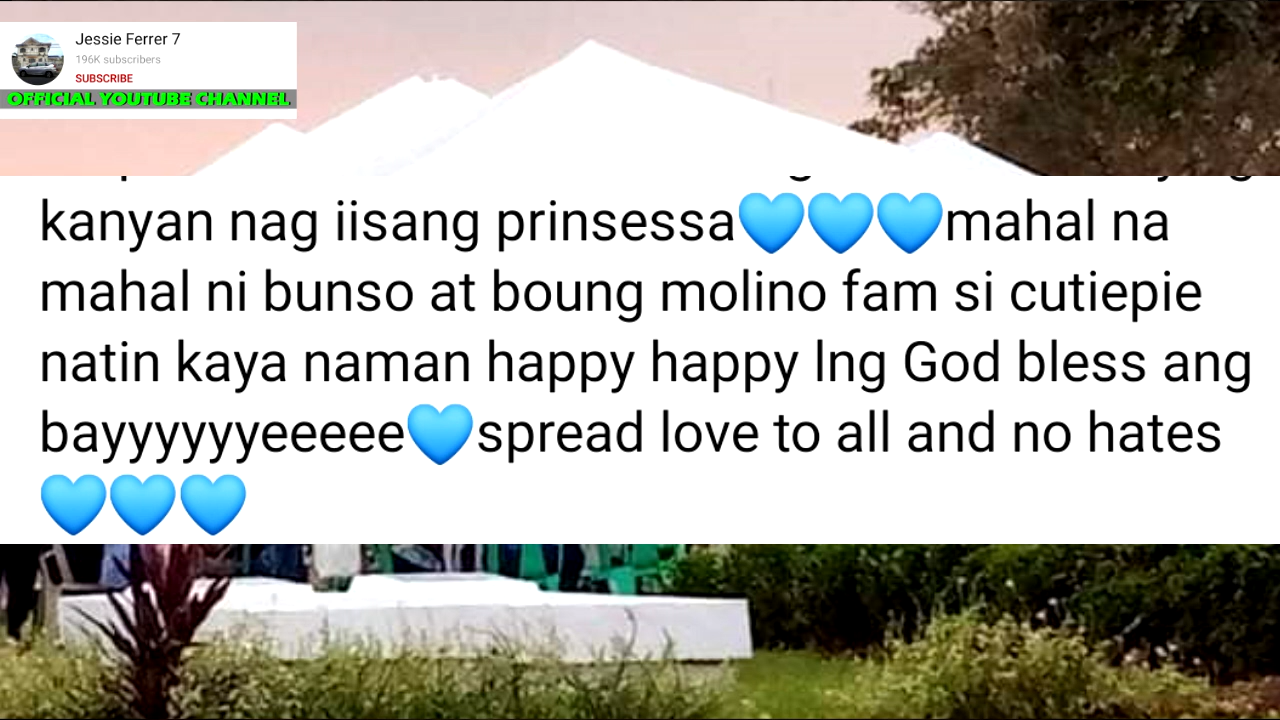 Jessie Ferrer 7
196K subscribers
SUBSCRIBE
OFFICIAL YOUTUBE CHANNEL
kanyan nag iisang prinsessa💙💙💙mahal na
mahal ni bunso at boung molino fam si cutiepie
natin kaya naman happy happy lng God bless ang
bayyyyyyeeeee💙spread love to all and no hates
💙💙💙